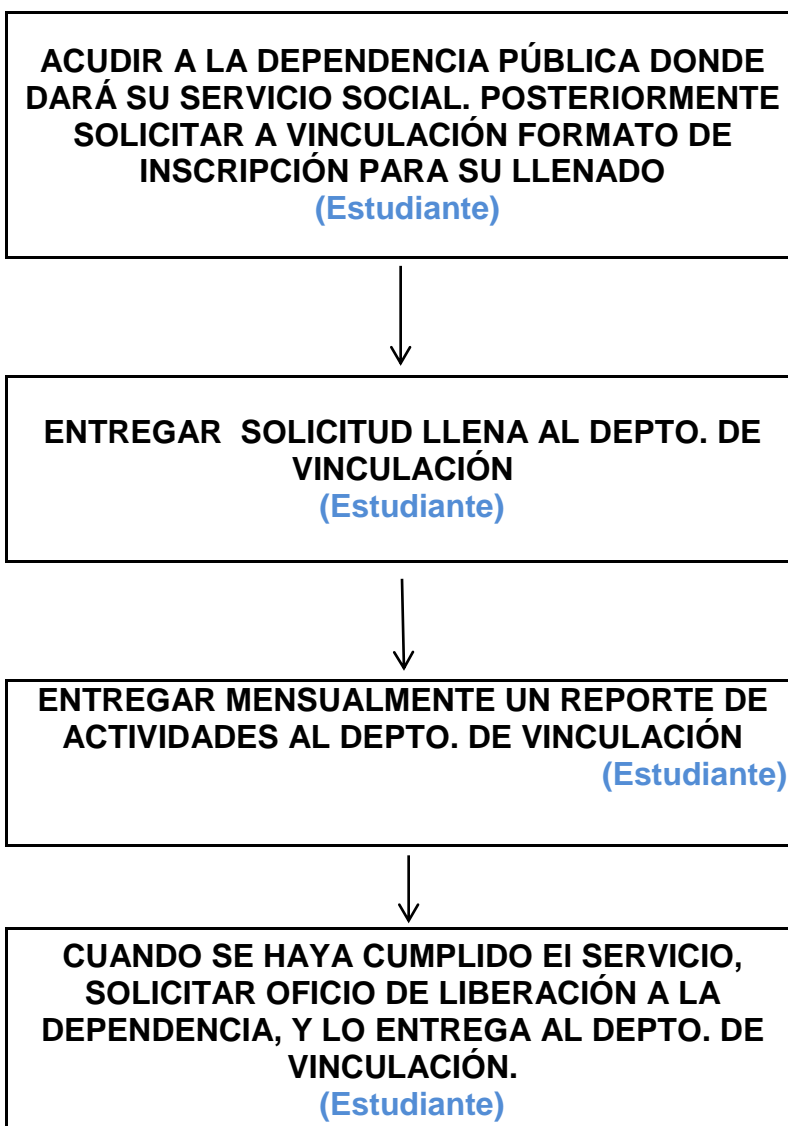 ACUDIR A LA DEPENDENCIA PÚBLICA DONDE
DARÁ SU SERVICIO SOCIAL. POSTERIORMENTE
SOLICITAR A VINCULACIÓN FORMATO DE
INSCRIPCIÓN PARA SU LLENADO
(Estudiante)
ENTREGAR SOLICITUD LLENA AL DEPTO. DE
VINCULACIÓN
(Estudiante)
ENTREGAR MENSUALMENTE UN REPORTE DE
ACTIVIDADES AL DEPTO. DE VINCULACIÓN
(Estudiante)
CUANDO SE HAYA CUMPLIDO El SERVICIO,
SOLICITAR OFICIO DE LIBERACIÓN A LA
DEPENDENCIA, Y LO ENTREGA AL DEPTO. DE
VINCULACIÓN.
(Estudiante)